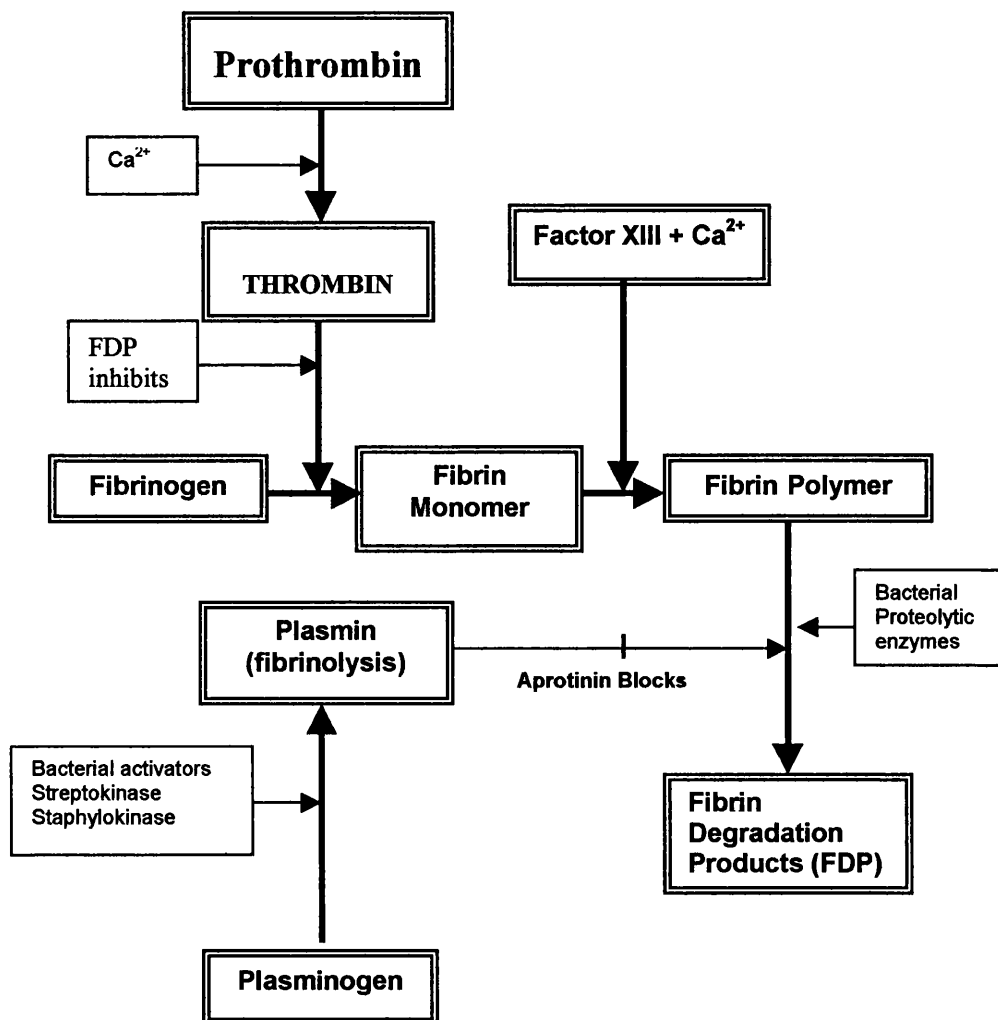 Prothrombin
Ca²⁺
THROMBIN
Factor XIII + Ca²⁺
FDP
inhibits
Fibrinogen
Fibrin
Monomer
Fibrin Polymer
Plasmin
(fibrinolysis)
Aprotinin Blocks
Bacterial
Proteolytic
enzymes
Bacterial activators
Streptokinase
Staphylokinase
Fibrin
Degradation
Products (FDP)
Plasminogen